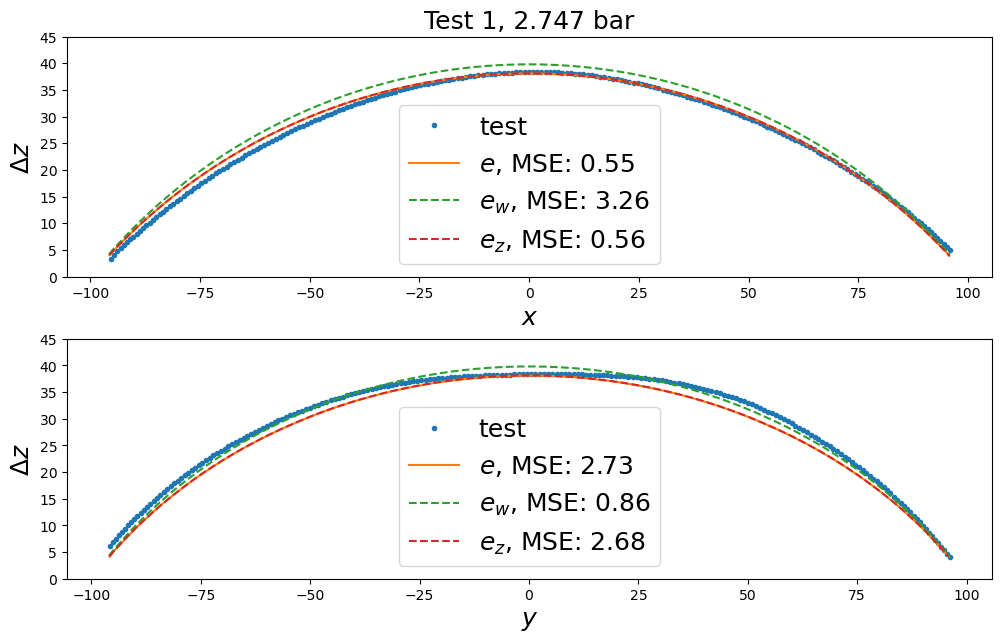 Test 1, 2.747 bar
Δz
45
40
35
30
25
20
15
10
5
0
test
e, MSE: 0.55
e_w, MSE: 3.26
e_z, MSE: 0.56
−100 −75 −50 −25 0 25 50 75 100
x
Δz
45
40
35
30
25
20
15
10
5
0
test
e, MSE: 2.73
e_w, MSE: 0.86
e_z, MSE: 2.68
−100 −75 −50 −25 0 25 50 75 100
y